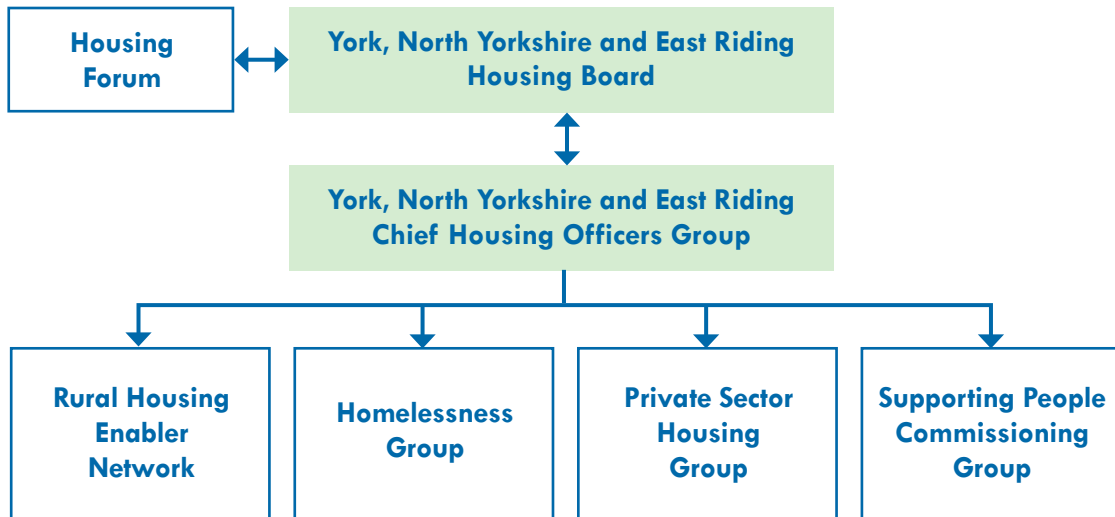 Housing
Forum
York, North Yorkshire and East Riding
Housing Board
York, North Yorkshire and East Riding
Chief Housing Officers Group
Rural Housing
Enabler
Network
Homelessness
Group
Private Sector
Housing
Group
Supporting People
Commissioning
Group